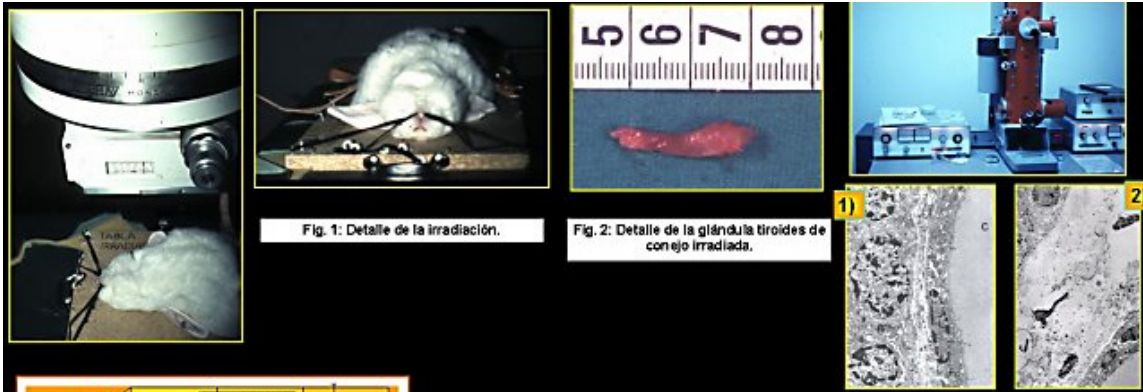 5 6 7 8
TABLA
Fig. 1: Detalle de la irradiación.
Fig. 2: Detalle de la glándula tiroides de
conejo irradiada.
1)
2
C